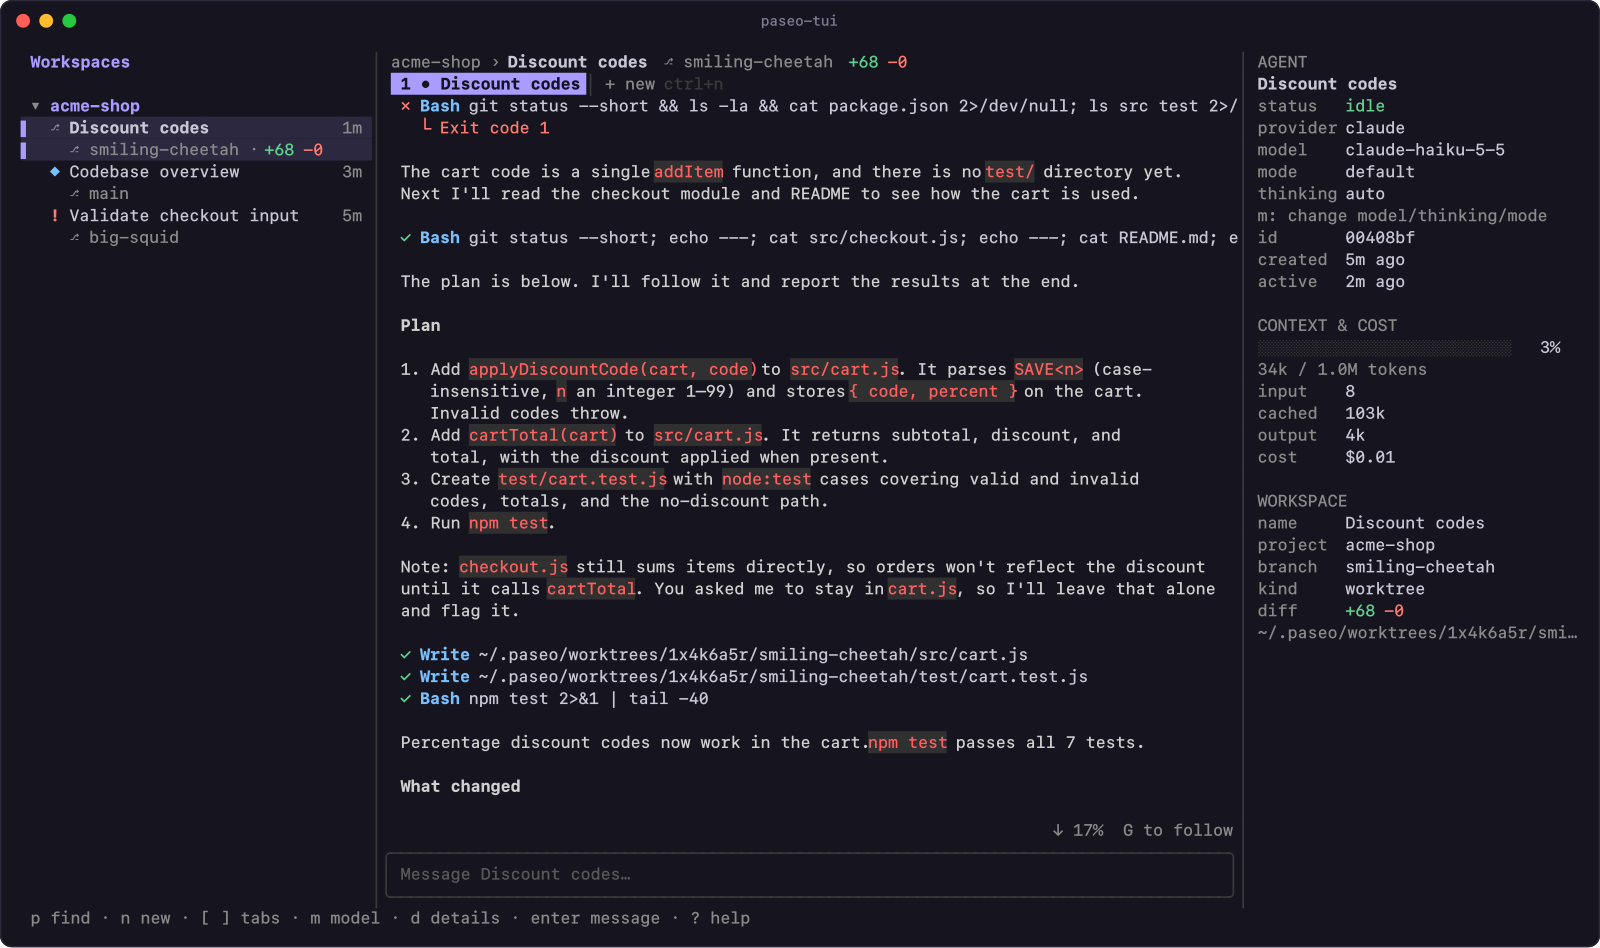 paseo-tui
Workspaces
▼ acme-shop
Discount codes 1m
smiling-cheetah · +68 -0
◆ Codebase overview 3m
main
! Validate checkout input 5m
big-squid
acme-shop › Discount codes smiling-cheetah +68 -0
1 ● Discount codes + new ctrl+n
× Bash git status --short && ls -la && cat package.json 2>/dev/null; ls src test 2>/
└ Exit code 1
The cart code is a single addItem function, and there is no test/ directory yet.
Next I'll read the checkout module and README to see how the cart is used.
✓ Bash git status --short; echo ---; cat src/checkout.js; echo ---; cat README.md; e
The plan is below. I'll follow it and report the results at the end.
Plan
1. Add applyDiscountCode(cart, code) to src/cart.js. It parses SAVE<n> (case-
insensitive, n an integer 1–99) and stores { code, percent } on the cart.
Invalid codes throw.
2. Add cartTotal(cart) to src/cart.js. It returns subtotal, discount, and
total, with the discount applied when present.
3. Create test/cart.test.js with node:test cases covering valid and invalid
codes, totals, and the no-discount path.
4. Run npm test.
Note: checkout.js still sums items directly, so orders won't reflect the discount
until it calls cartTotal. You asked me to stay in cart.js, so I'll leave that alone
and flag it.
✓ Write ~/.paseo/worktrees/1x4k6a5r/smiling-cheetah/src/cart.js
✓ Write ~/.paseo/worktrees/1x4k6a5r/smiling-cheetah/test/cart.test.js
✓ Bash npm test 2>&1 | tail -40
Percentage discount codes now work in the cart. npm test passes all 7 tests.
What changed
↓ 17% G to follow
Message Discount codes…
AGENT
Discount codes
status idle
provider claude
model claude-haiku-5-5
mode default
thinking auto
m: change model/thinking/mode
id 00408bf
created 5m ago
active 2m ago
CONTEXT & COST
3%
34k / 1.0M tokens
input 8
cached 103k
output 4k
cost $0.01
WORKSPACE
name Discount codes
project acme-shop
branch smiling-cheetah
kind worktree
diff +68 -0
~/.paseo/worktrees/1x4k6a5r/smi…
p find · n new · [ ] tabs · m model · d details · enter message · ? help